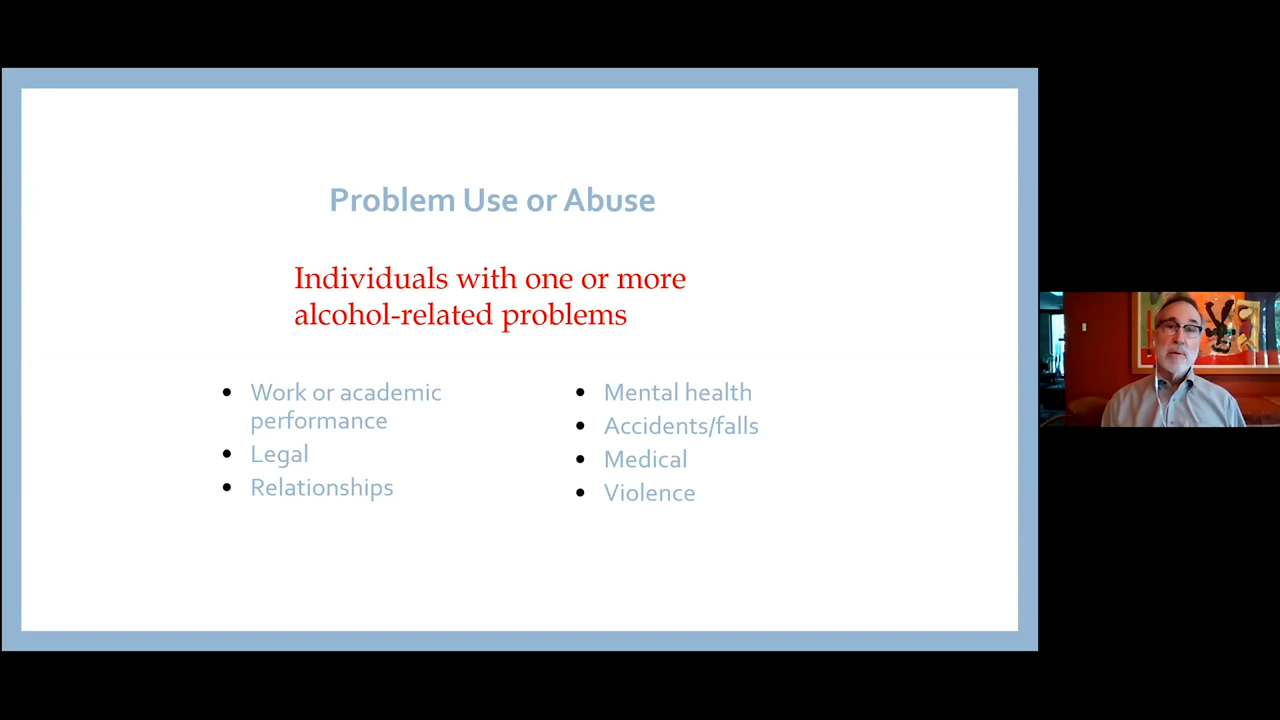 Problem Use or Abuse
Individuals with one or more
alcohol-related problems
• Work or academic
performance
• Legal
• Relationships
• Mental health
• Accidents/falls
• Medical
• Violence